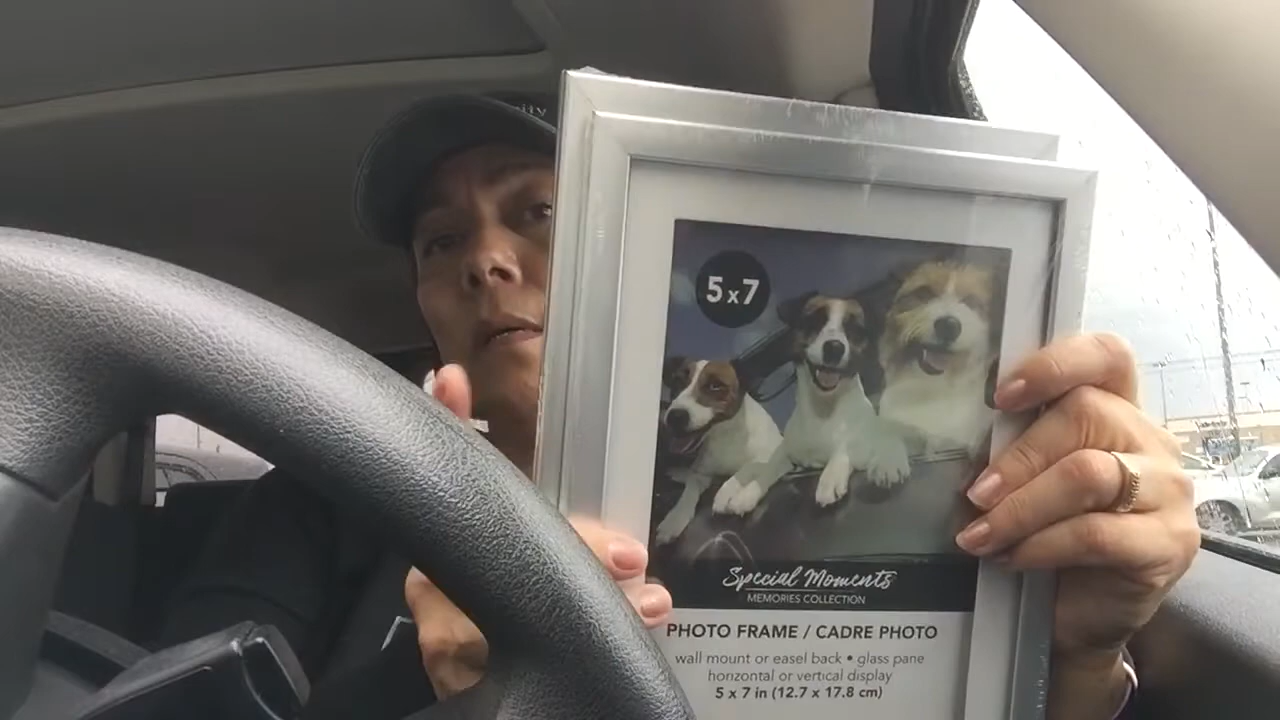 5x7
Special Moments
MEMORIES COLLECTION
PHOTO FRAME / CADRE PHOTO
wall mount or easel back • glass pane
horizontal or vertical display
5 x 7 in (12.7 x 17.8 cm)